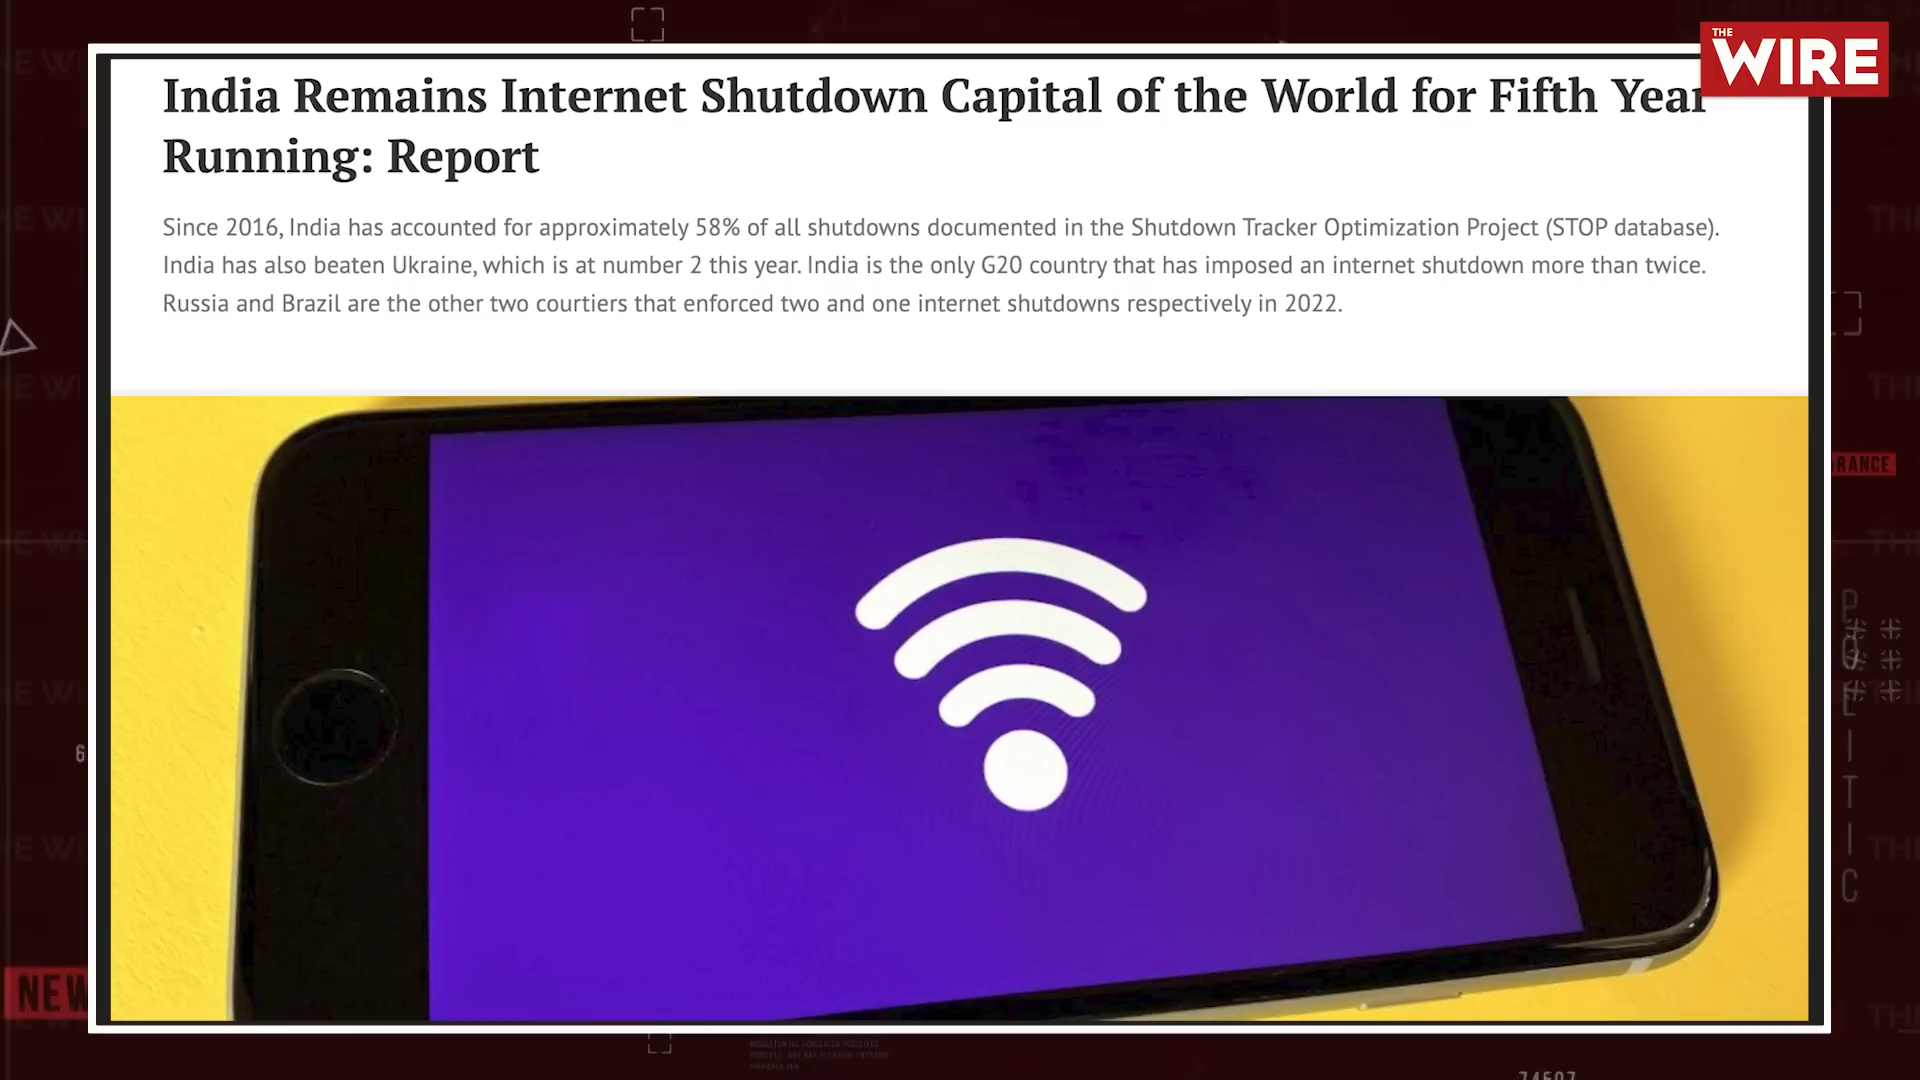 THE
WIRE
India Remains Internet Shutdown Capital of the World for Fifth Year
Running: Report
Since 2016, India has accounted for approximately 58% of all shutdowns documented in the Shutdown Tracker Optimization Project (STOP database).
India has also beaten Ukraine, which is at number 2 this year. India is the only G20 country that has imposed an internet shutdown more than twice.
Russia and Brazil are the other two courtiers that enforced two and one internet shutdowns respectively in 2022.
RANCE
6
POLITIC
NEW
74597